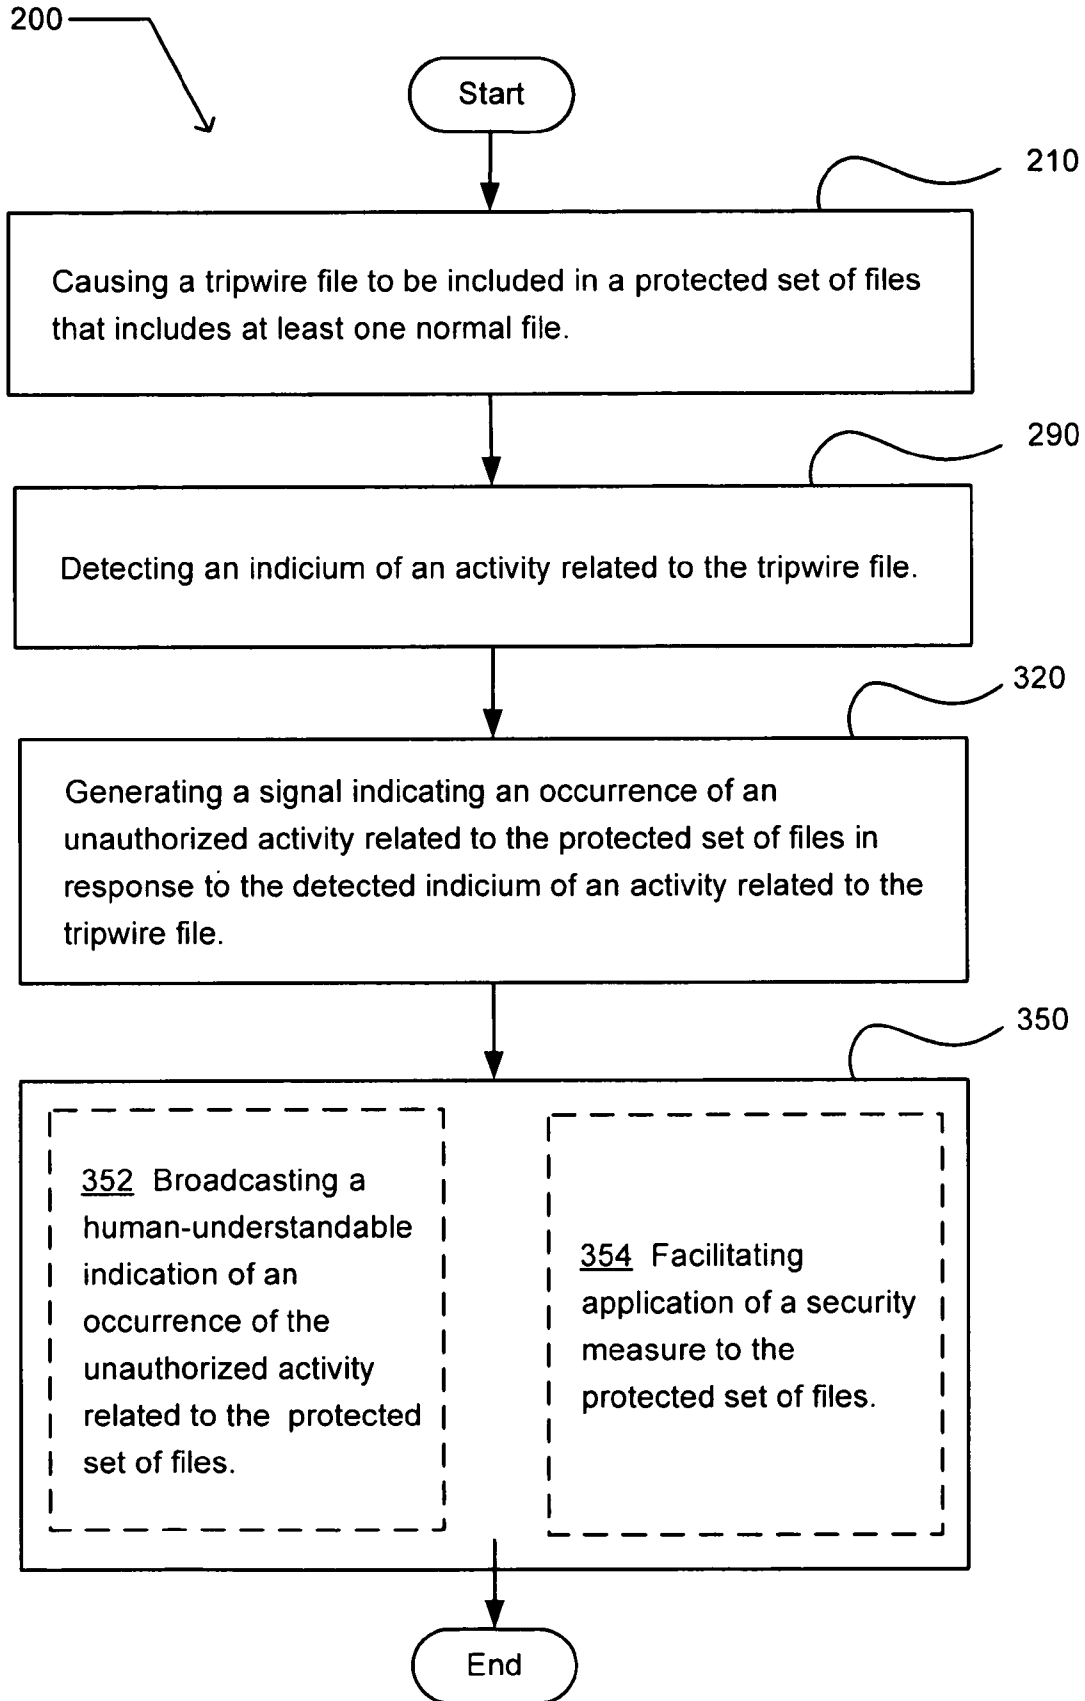 200
Start
210
Causing a tripwire file to be included in a protected set of files
that includes at least one normal file.
290
Detecting an indicium of an activity related to the tripwire file.
320
Generating a signal indicating an occurrence of an
unauthorized activity related to the protected set of files in
response to the detected indicium of an activity related to the
tripwire file.
350
352 Broadcasting a
human-understandable
indication of an
occurrence of the
unauthorized activity
related to the protected
set of files.
354 Facilitating
application of a security
measure to the
protected set of files.
End